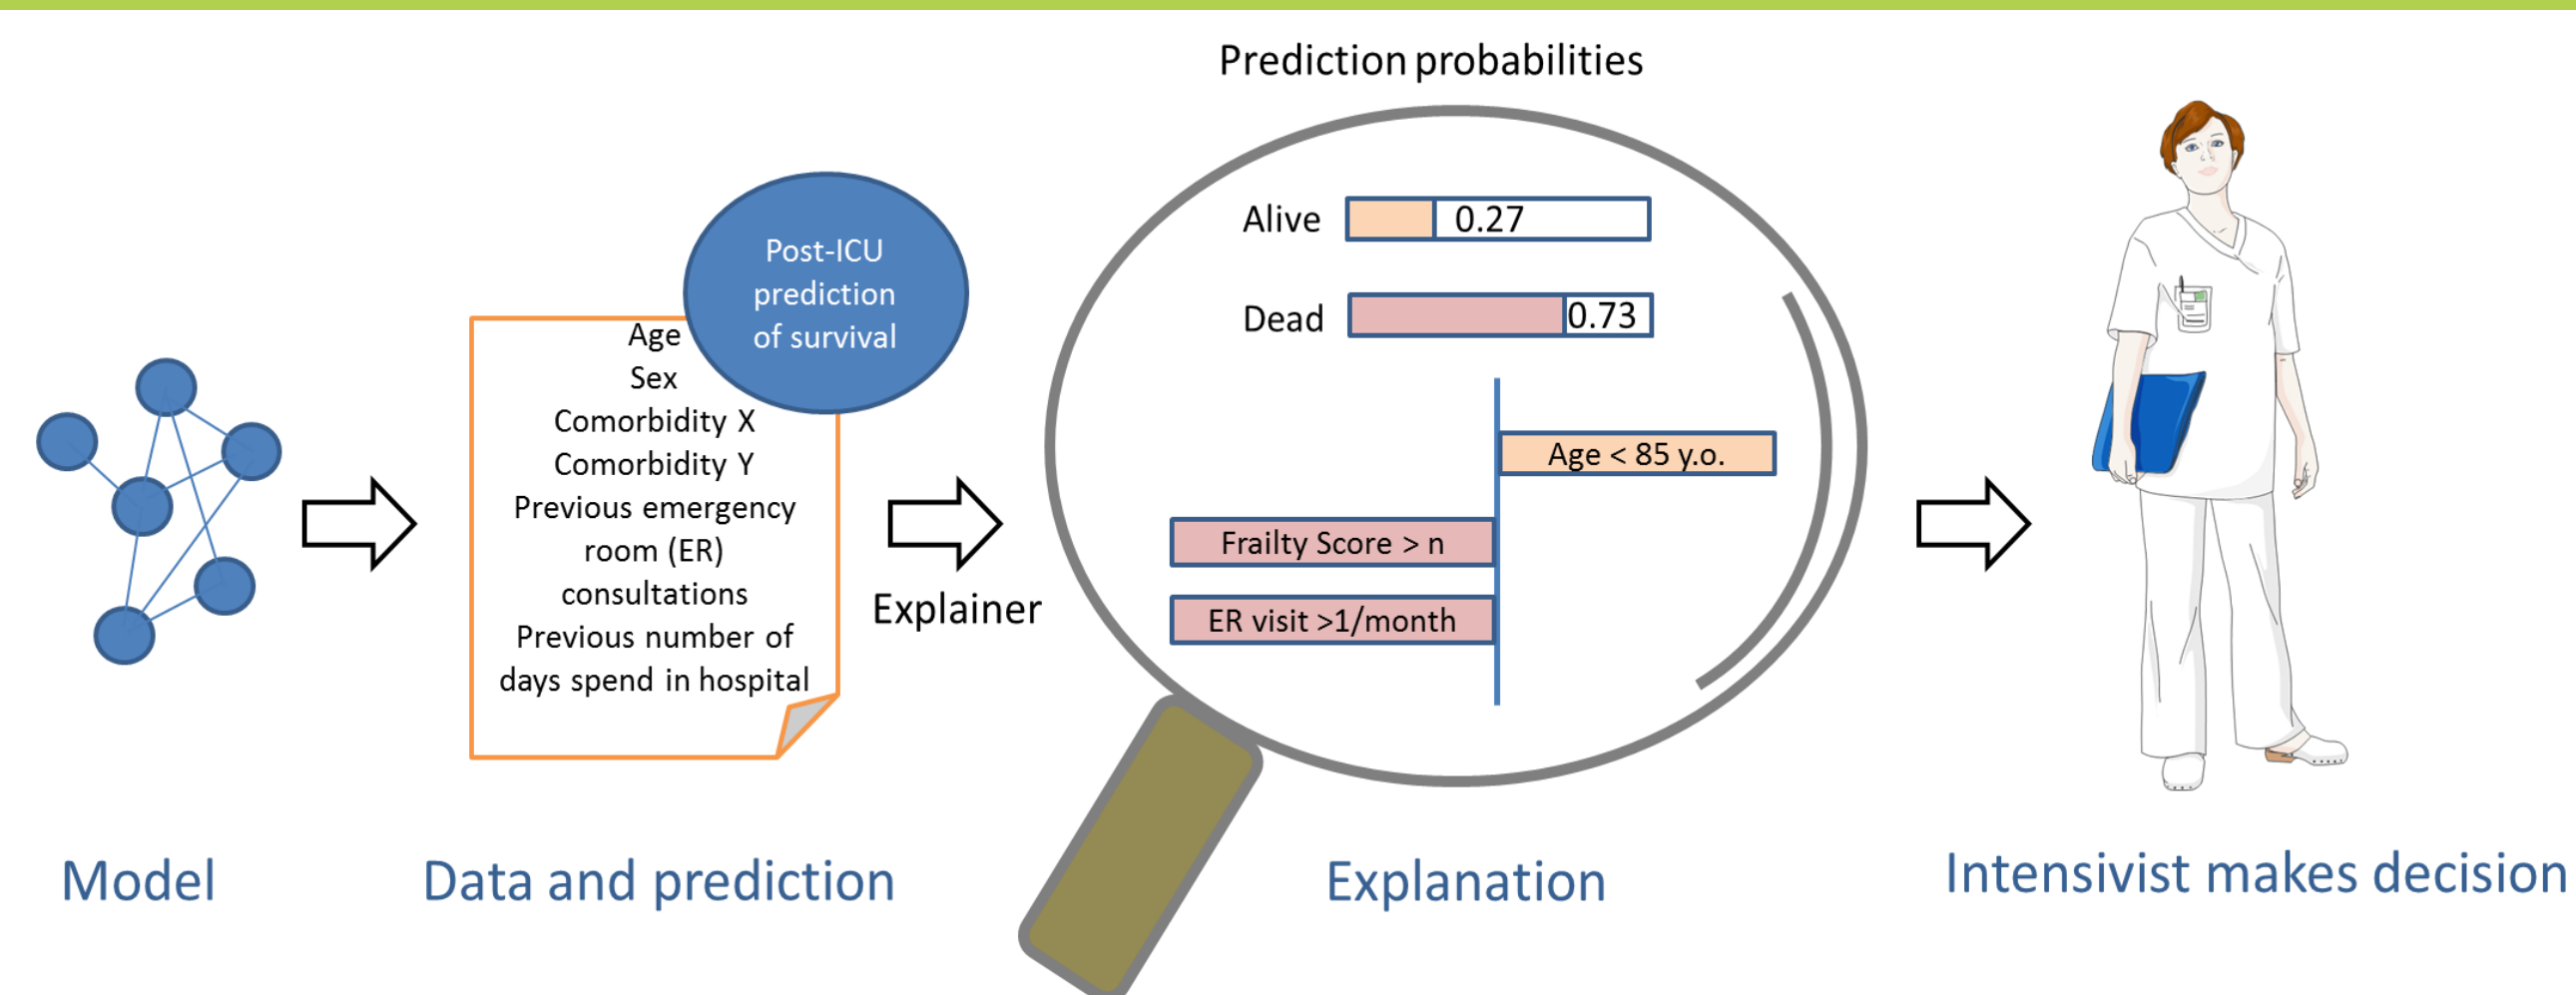 Prediction probabilities
Post-ICU
prediction
of survival
Age
Sex
Comorbidity X
Comorbidity Y
Previous emergency
room (ER)
consultations
Previous number of
days spend in hospital
Explainer
Alive 0.27
Dead 0.73
Age < 85 y.o.
Frailty Score > n
ER visit >1/month
Model
Data and prediction
Explanation
Intensivist makes decision